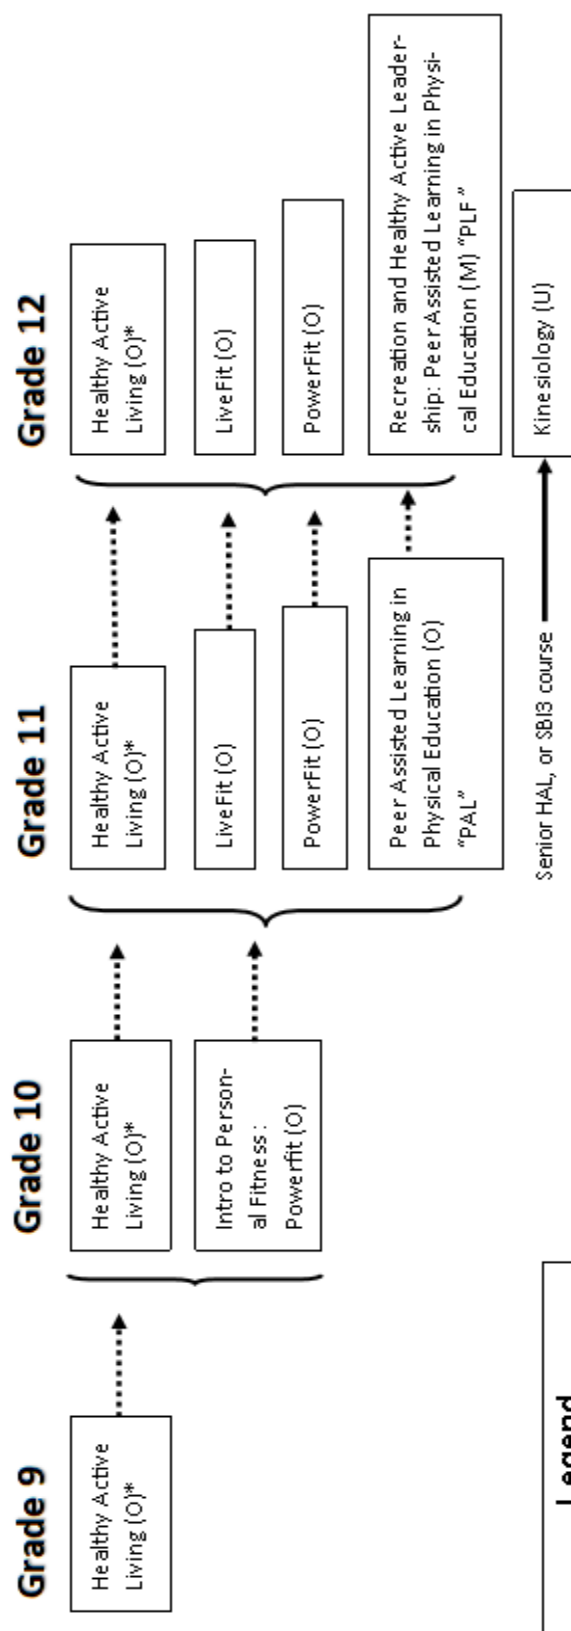 Grade 9
Healthy Active
Living (O)*
Grade 10
Healthy Active
Living (O)*
Intro to Person-
al Fitness :
Powerfit (O)
Grade 11
Healthy Active
Living (O)*
LiveFit (O)
PowerFit (O)
Peer Assisted Learning in
Physical Education (O)
“PAL”
Senior HAL, or SBI3 course
Grade 12
Healthy Active
Living (O)*
LiveFit (O)
PowerFit (O)
Recreation and Healthy Active Leader-
ship: Peer Assisted Learning in Physi-
cal Education (M) “PLF”
Kinesiology (U)
Legend